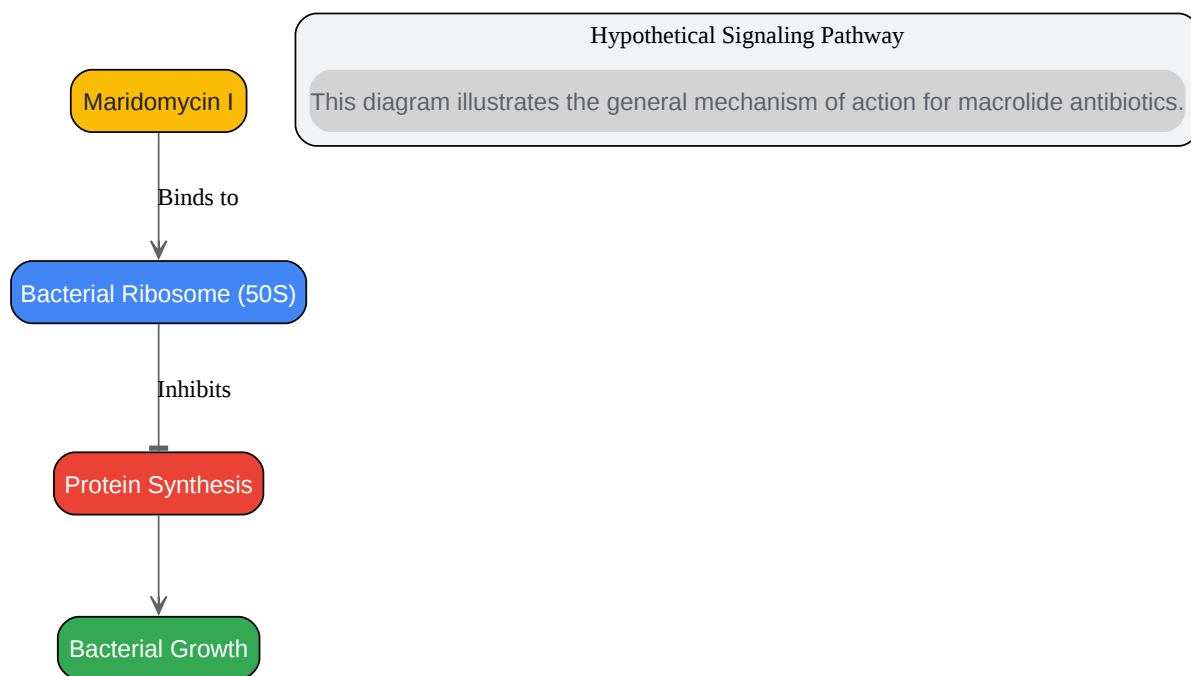 Hypothetical Signaling Pathway
Maridomycin I
This diagram illustrates the general mechanism of action for macrolide antibiotics.
Binds to
Bacterial Ribosome (50S)
Inhibits
Protein Synthesis
Bacterial Growth